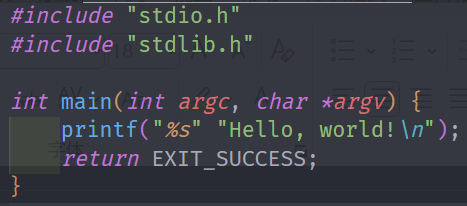 #include "stdio.h"
#include "stdlib.h"
int main(int argc, char *argv) {
printf("%s" "Hello, world!\n");
return EXIT_SUCCESS;
}